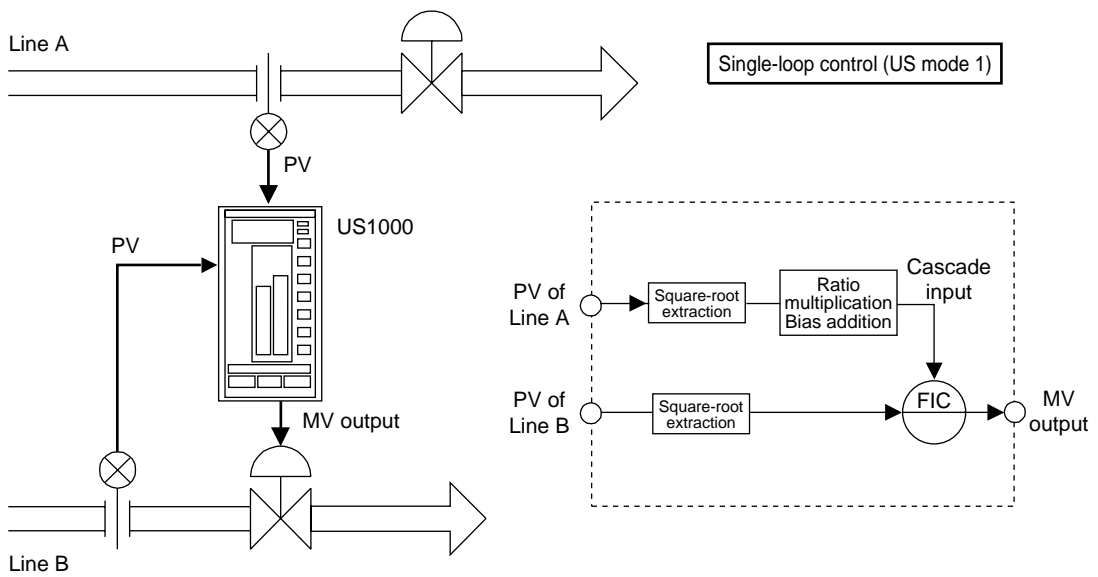 Line A
Single-loop control (US mode 1)
PV
US1000
PV
MV output
Line B
PV of
Line A
Square-root
extraction
Ratio
multiplication
Bias addition
Cascade
input
PV of
Line B
Square-root
extraction
FIC
MV
output